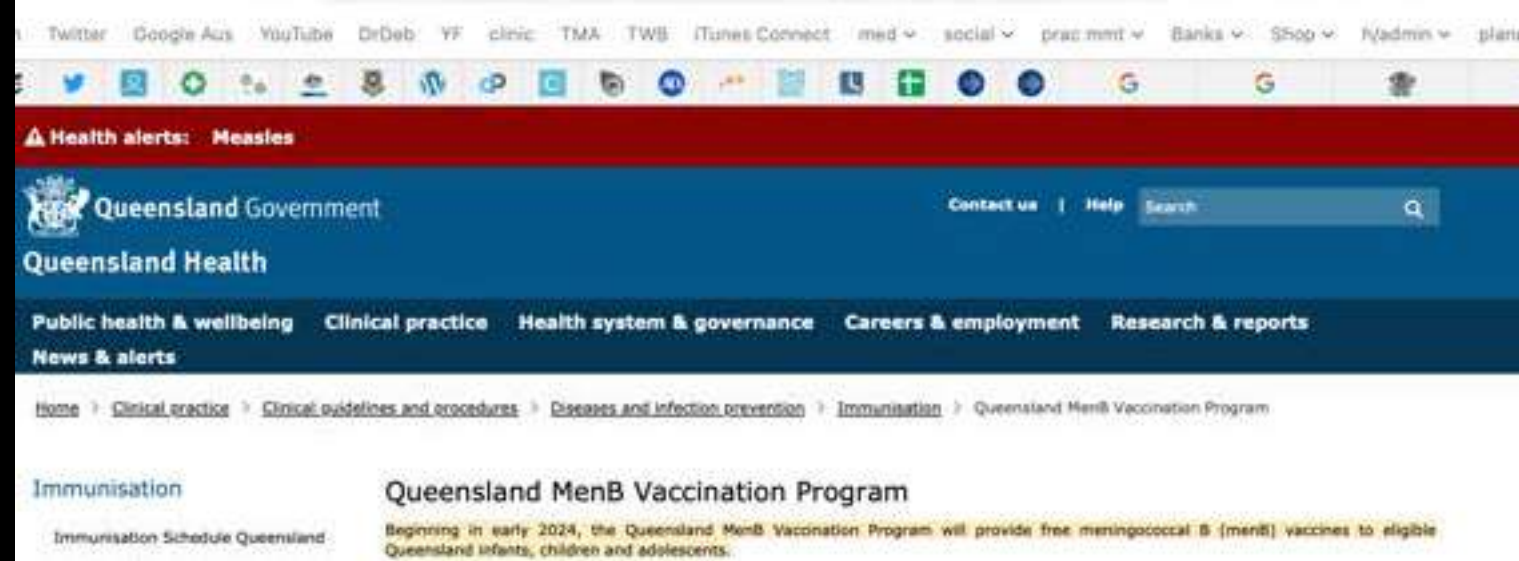 Twitter Google Aus YouTube DrDeb YF clinic TMA TWB iTunes Connect med social prac mmt Banks Shop h/admin
Health alerts: Measles
Queensland Government
Contact us | Help Search
Queensland Health
Public health & wellbeing Clinical practice Health system & governance Careers & employment Research & reports
News & alerts
Home > Clinical practice > Clinical guidelines and procedures > Diseases and infection prevention > Immunisation > Queensland MenB Vaccination Program
Immunisation
Queensland MenB Vaccination Program
Immunisation Schedule Queensland
Beginning in early 2024, the Queensland MenB Vaccination Program will provide free meningococcal B (menB) vaccines to eligible
Queensland infants, children and adolescents.